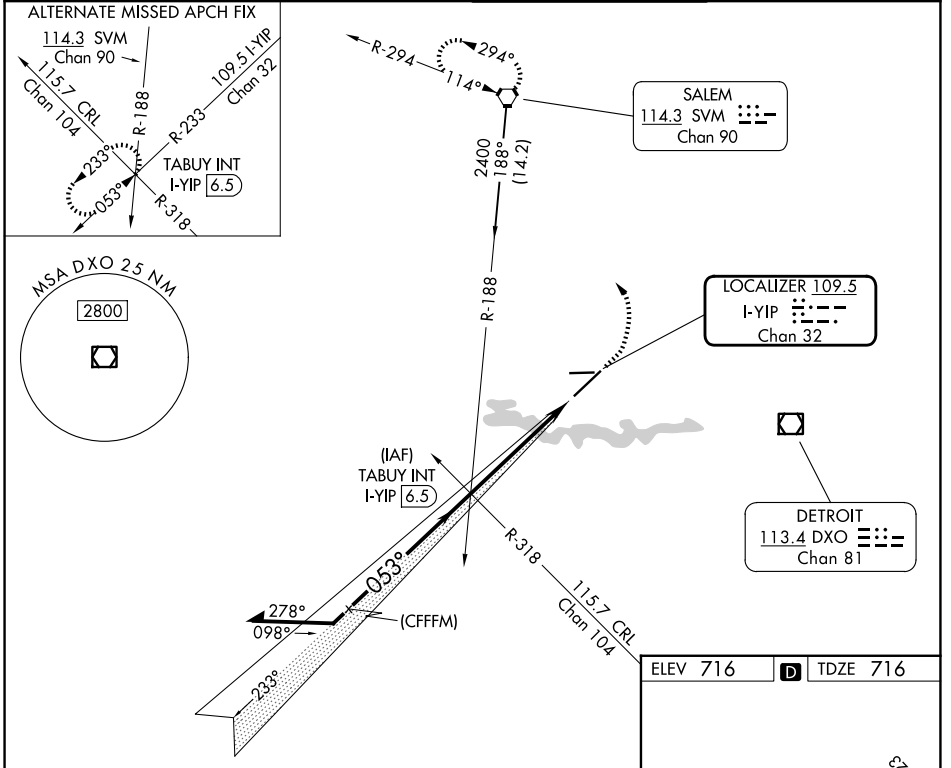 ALTERNATE MISSED APCH FIX
114.3 SVM
Chan 90
115.7 CRL
Chan 104
R-188
109.5 I-YIP
Chan 32
R-233
233°
053°
TABUY INT
I-YIP 6.5
R-318
R-294
294°
114°
SALEM
114.3 SVM
Chan 90
2400
188°
(14.2)
R-188
MSA DXO 25 NM
2800
LOCALIZER 109.5
I-YIP
Chan 32
(IAF)
TABUY INT
I-YIP 6.5
DETROIT
113.4 DXO
Chan 81
R-318
115.7 CRL
Chan 104
053°
(CFFFM)
278°
098°
233°
ELEV 716
D
TDZE 716